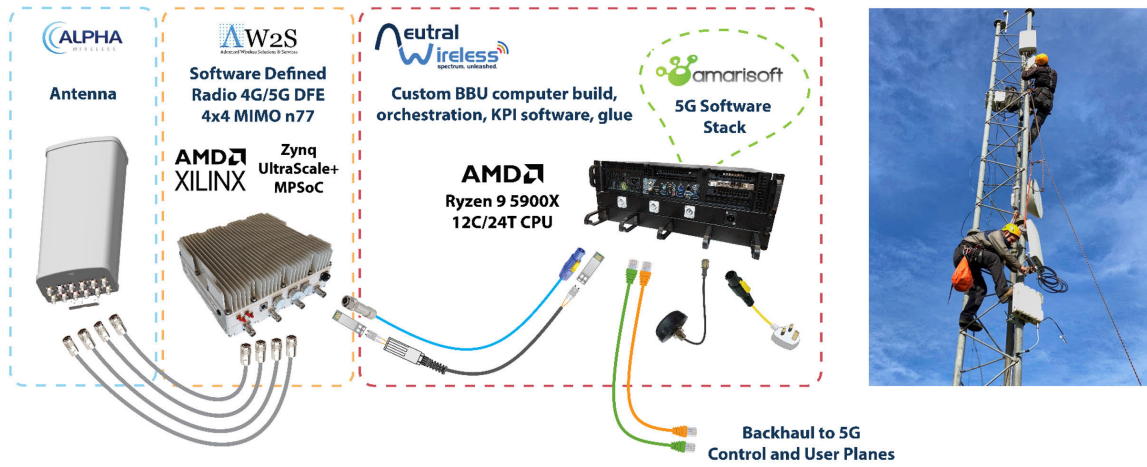 ALPHA
WIRELESS
Antenna
AW2S
Advanced Wireless Solutions & Services
Software Defined
Radio 4G/5G DFE
4x4 MIMO n77
AMD
XILINX
Zynq
UltraScale+
MPSoC
Neutral
Wireless
spectrum. unleashed.
Custom BBU computer build,
orchestration, KPI software, glue
AMD
Ryzen 9 5900X
12C/24T CPU
amarisoft
5G Software
Stack
Backhaul to 5G
Control and User Planes